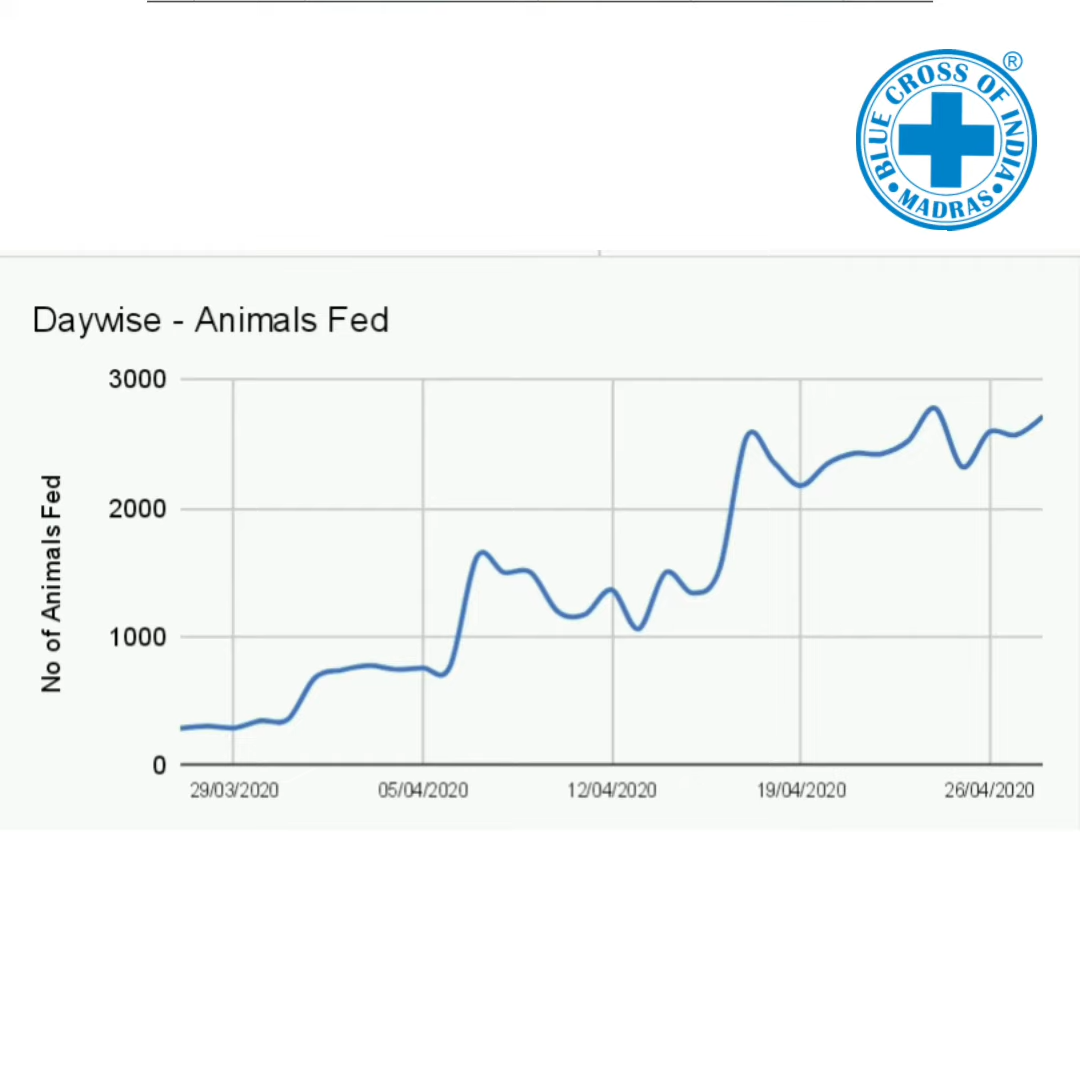 ®
BLUE CROSS OF INDIA
MADRAS
Daywise - Animals Fed
No of Animals Fed
3000
2000
1000
0
29/03/2020
05/04/2020
12/04/2020
19/04/2020
26/04/2020